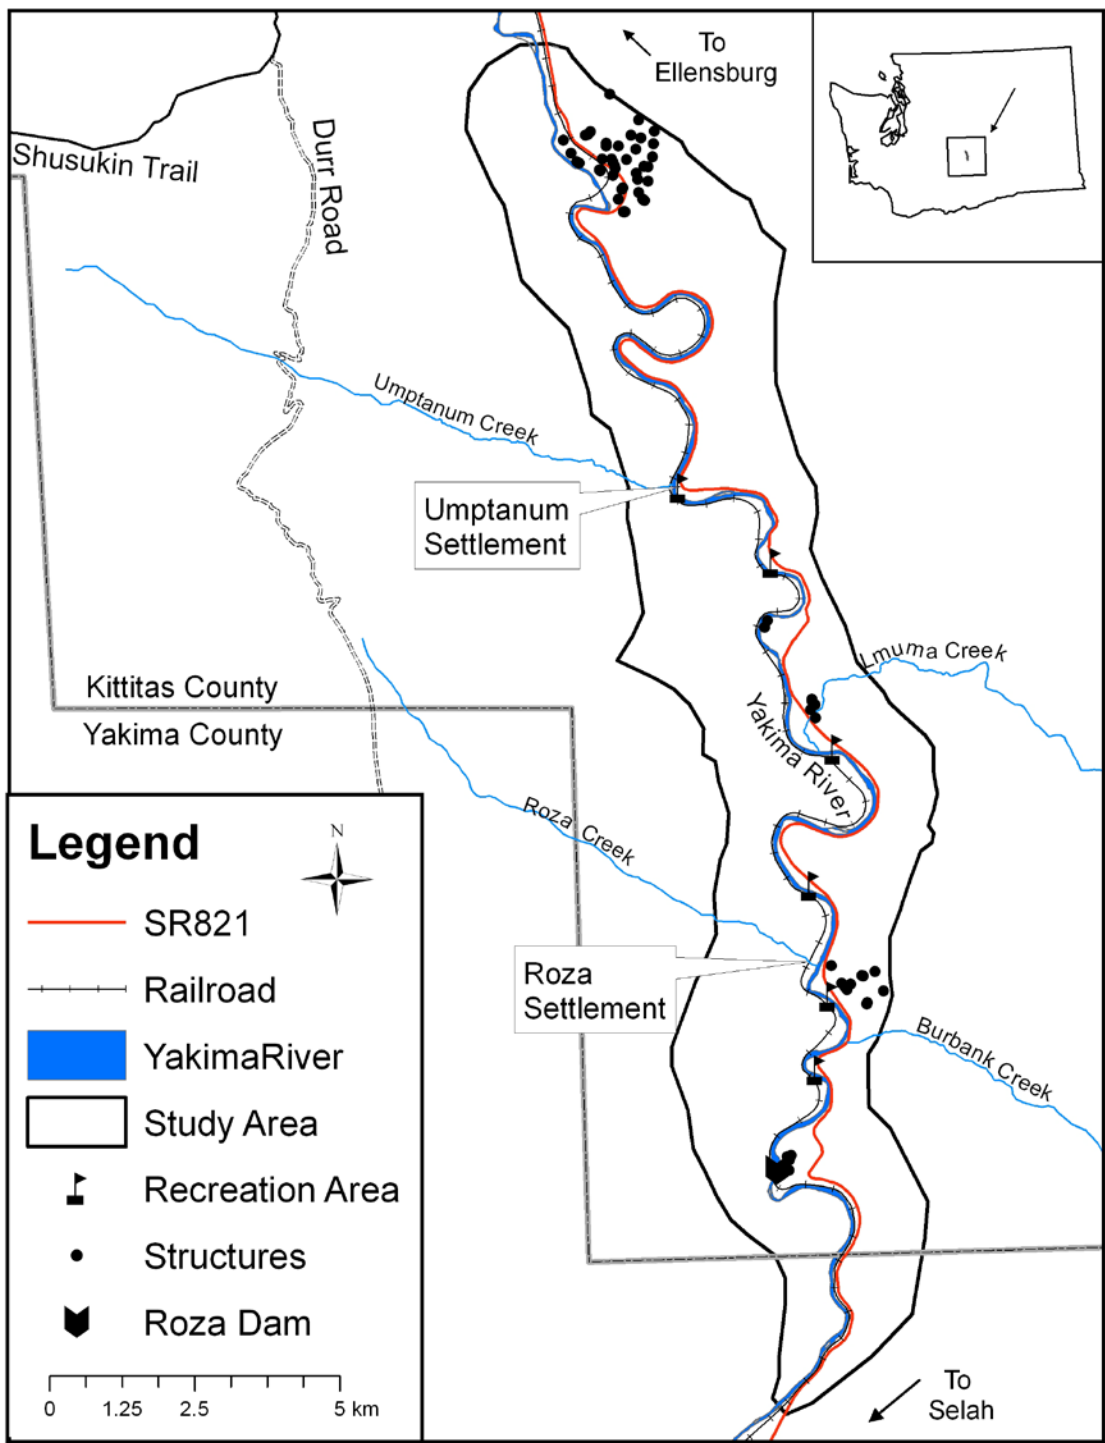 To
Ellensburg
Shusukin Trail
Durr Road
Umptanum Creek
Umptanum
Settlement
Lmuma Creek
Kittitas County
Yakima County
Yakima River
Roza Creek
Roza
Settlement
Burbank Creek
Legend
N
SR821
Railroad
YakimaRiver
Study Area
Recreation Area
Structures
Roza Dam
0 1.25 2.5 5 km
To
Selah